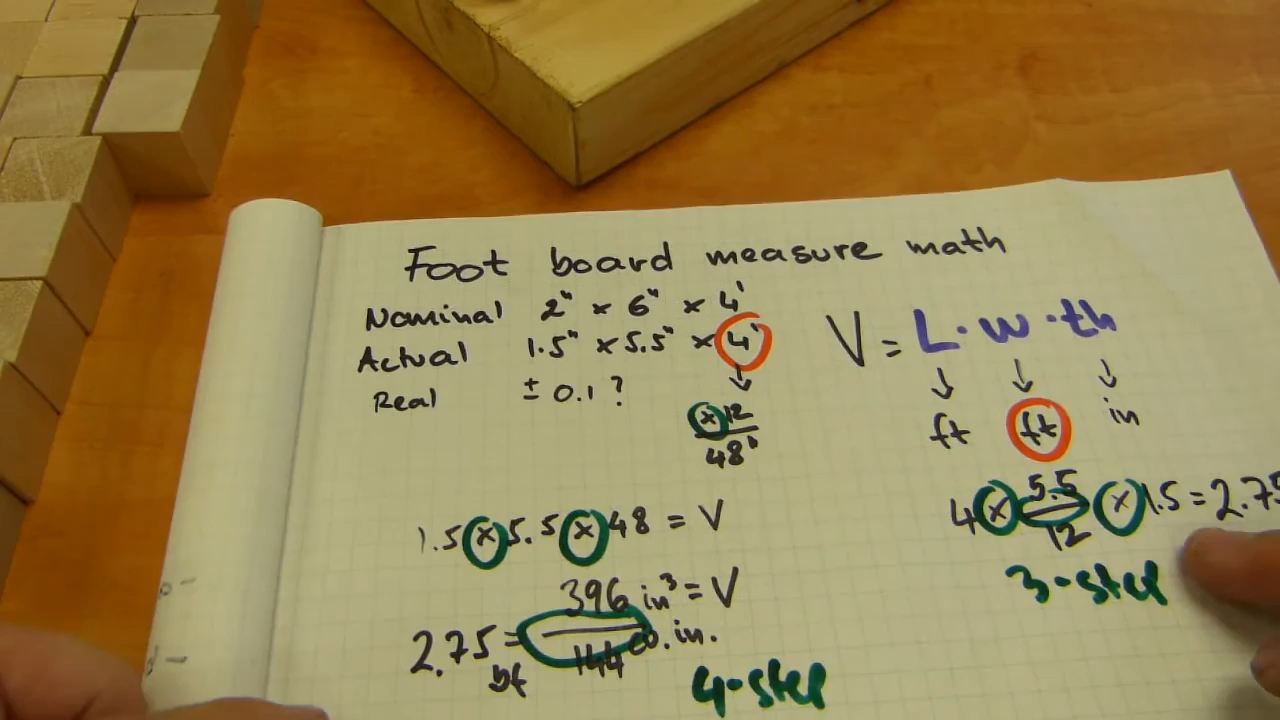 Foot board measure math
Nominal 2" × 6" × 4'
Actual 1.5" × 5.5" × 4'
Real ± 0.1 ?
× 12
48"
V = L · w · th
ft ft in
1.5 × 5.5 × 48 = V
396 in³ = V
2.75 bf = 144 cu. in.
4-step
4 × 5.5 / 12 × 1.5 = 2.75
3-step